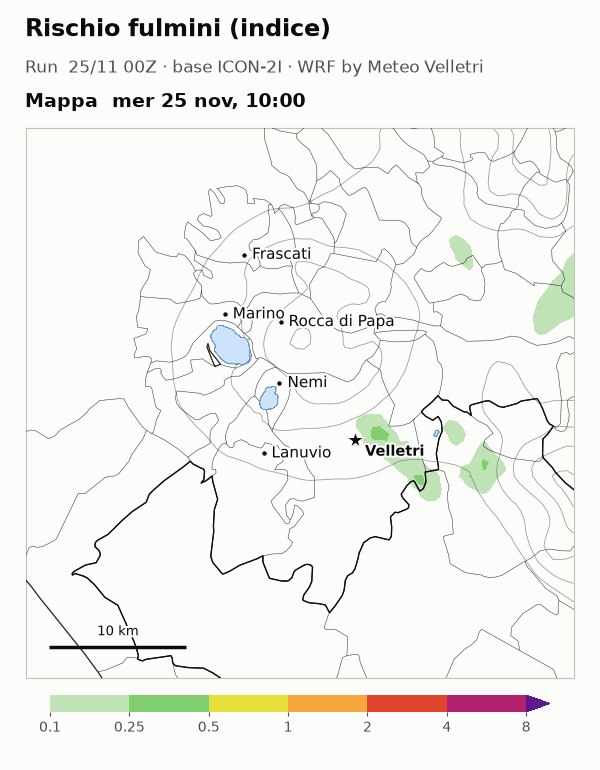 Rischio fulmini (indice)
Run  25/11 00Z · base ICON-2I · WRF by Meteo Velletri
Mappa  mer 25 nov, 10:00
Frascati
Marino
Rocca di Papa
Nemi
Velletri
Lanuvio
10 km
0.1 0.25 0.5 1 2 4 8